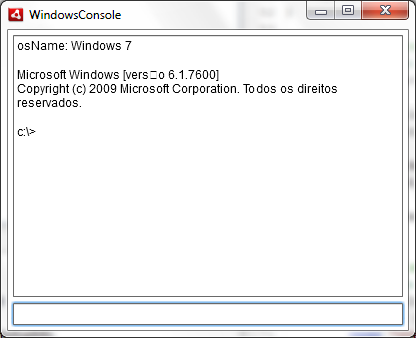 WindowsConsole
osName: Windows 7
Microsoft Windows [vers□o 6.1.7600]
Copyright (c) 2009 Microsoft Corporation. Todos os direitos
reservados.
c:\>